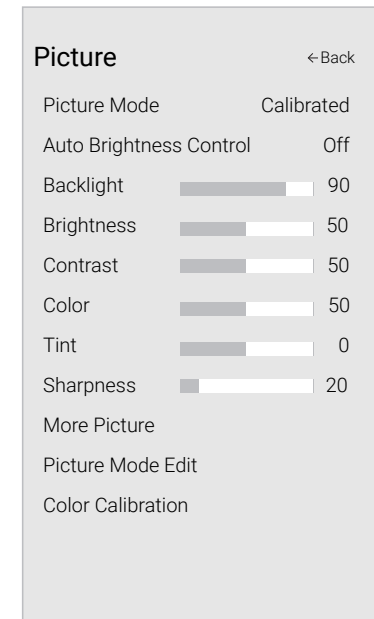 Picture ←Back
Picture Mode Calibrated
Auto Brightness Control Off
Backlight 90
Brightness 50
Contrast 50
Color 50
Tint 0
Sharpness 20
More Picture
Picture Mode Edit
Color Calibration